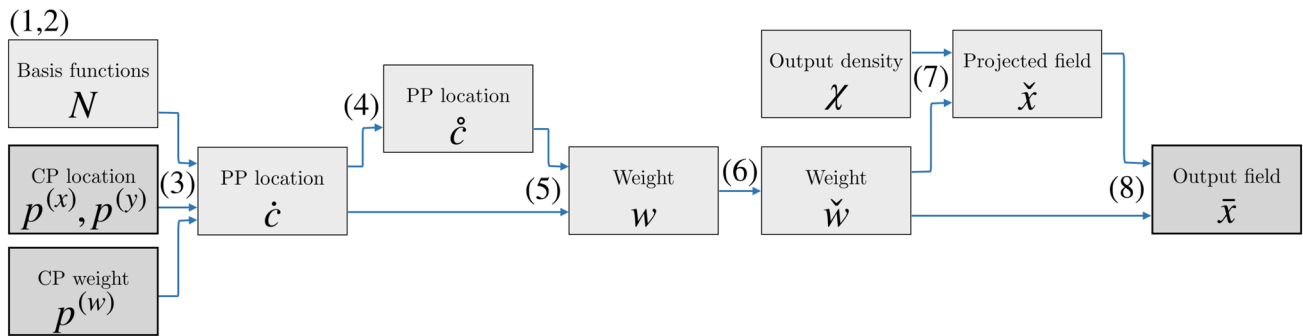 (1,2)
Basis functions
N
CP location
p^(x), p^(y)
CP weight
p^(w)
(3)
PP location
ċ
(4)
PP location
c̊
(5)
Weight
w
(6)
Weight
w̌
Output density
χ
(7)
Projected field
x̌
(8)
Output field
x̄